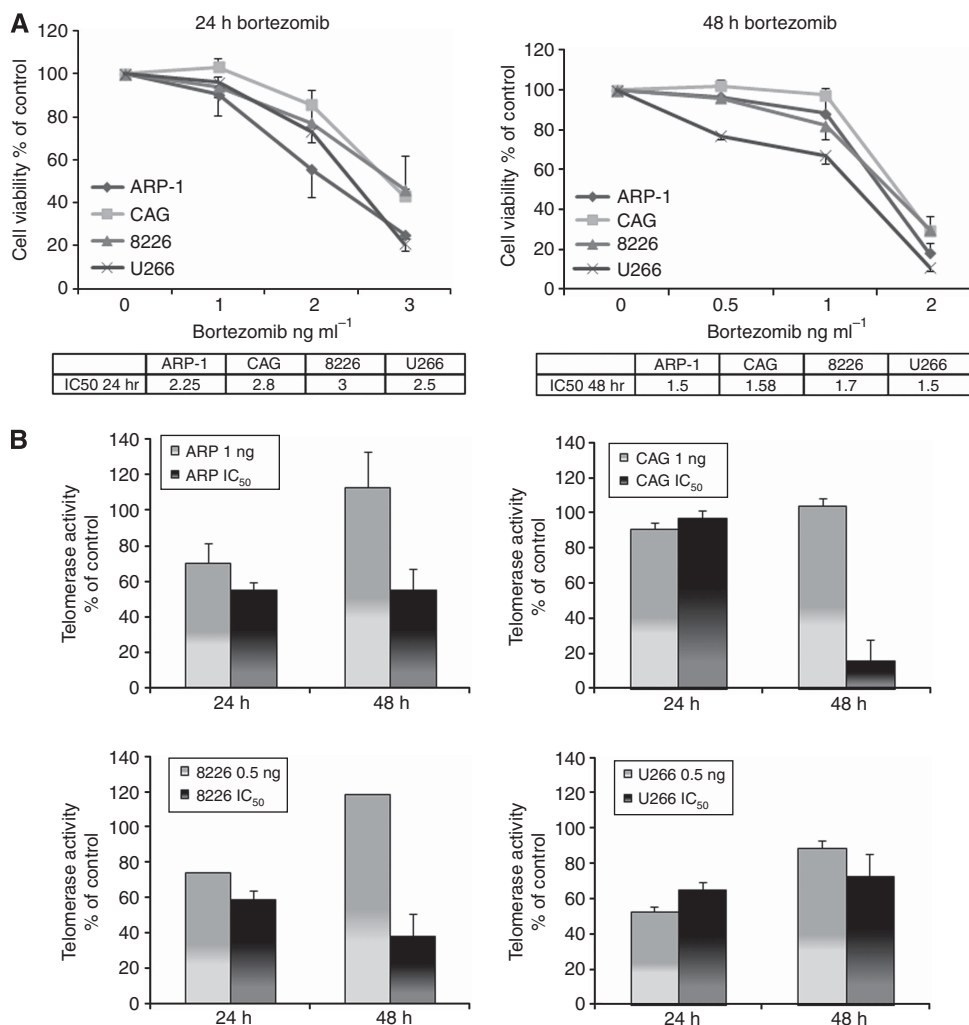 A
24 h bortezomib
Cell viability % of control
120
100
80
60
40
20
0
ARP-1
CAG
8226
U266
0 1 2 3
Bortezomib ng ml⁻¹
ARP-1 CAG 8226 U266
IC50 24 hr 2.25 2.8 3 2.5
48 h bortezomib
Cell viability % of control
120
100
80
60
40
20
0
ARP-1
CAG
8226
U266
0 0.5 1 2
Bortezomib ng ml⁻¹
ARP-1 CAG 8226 U266
IC50 48 hr 1.5 1.58 1.7 1.5
B
Telomerase activity
% of control
140
120
100
80
60
40
20
0
ARP 1 ng
ARP IC₅₀
24 h 48 h
Telomerase activity
% of control
140
120
100
80
60
40
20
0
CAG 1 ng
CAG IC₅₀
24 h 48 h
Telomerase activity
% of control
140
120
100
80
60
40
20
0
8226 0.5 ng
8226 IC₅₀
24 h 48 h
Telomerase activity
% of control
140
120
100
80
60
40
20
0
U266 0.5 ng
U266 IC₅₀
24 h 48 h